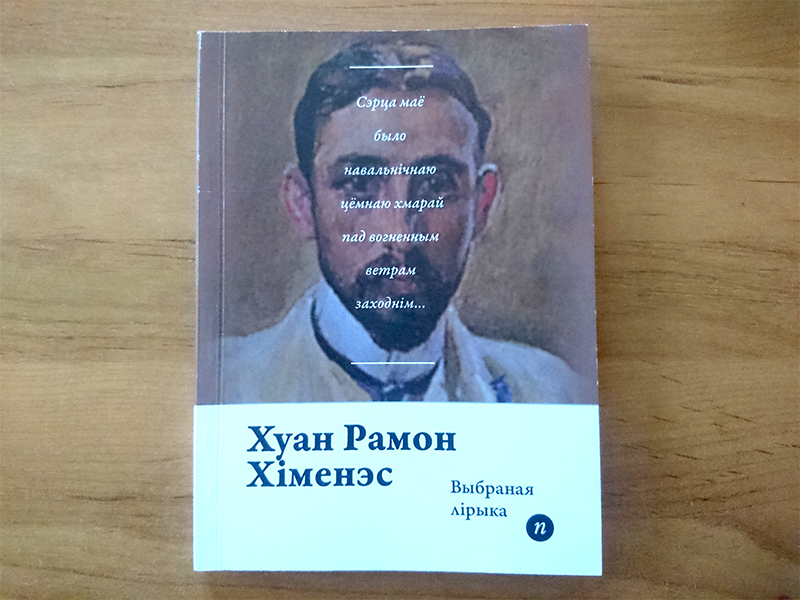 Сэрца маё
было
навальнічнаю
цёмнаю хмарай
пад вогненным
ветрам
заходнім...
Хуан Рамон
Хіменэс
Выбраная
лірыка
п